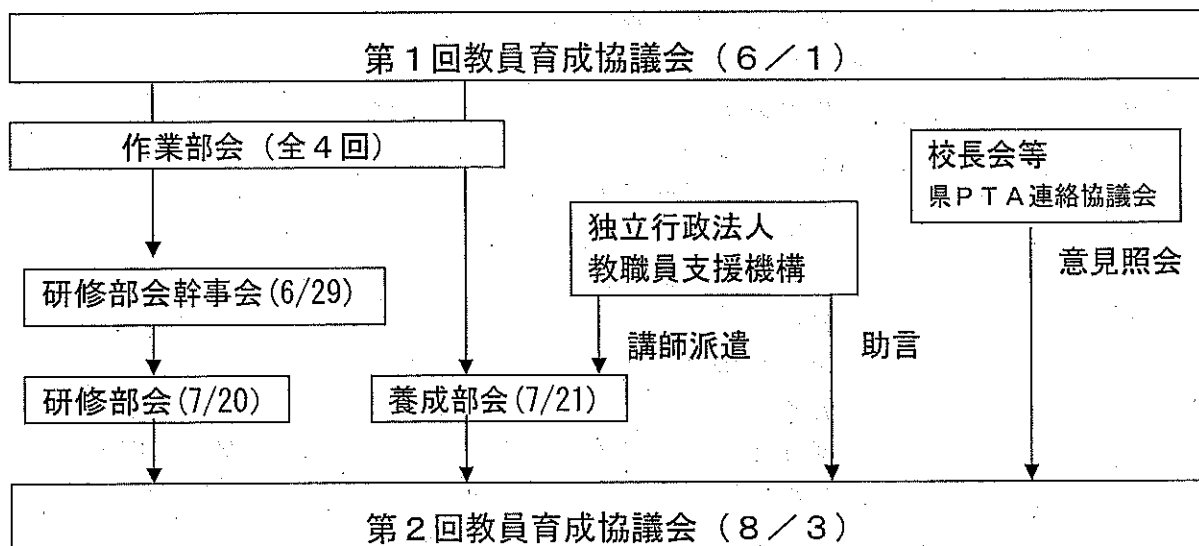 第１回教員育成協議会（６／１）
作業部会（全４回）
校長会等
県ＰＴＡ連絡協議会
独立行政法人
教職員支援機構
意見照会
研修部会幹事会(6/29)
講師派遣
助言
研修部会(7/20)
養成部会(7/21)
第２回教員育成協議会（８／３）